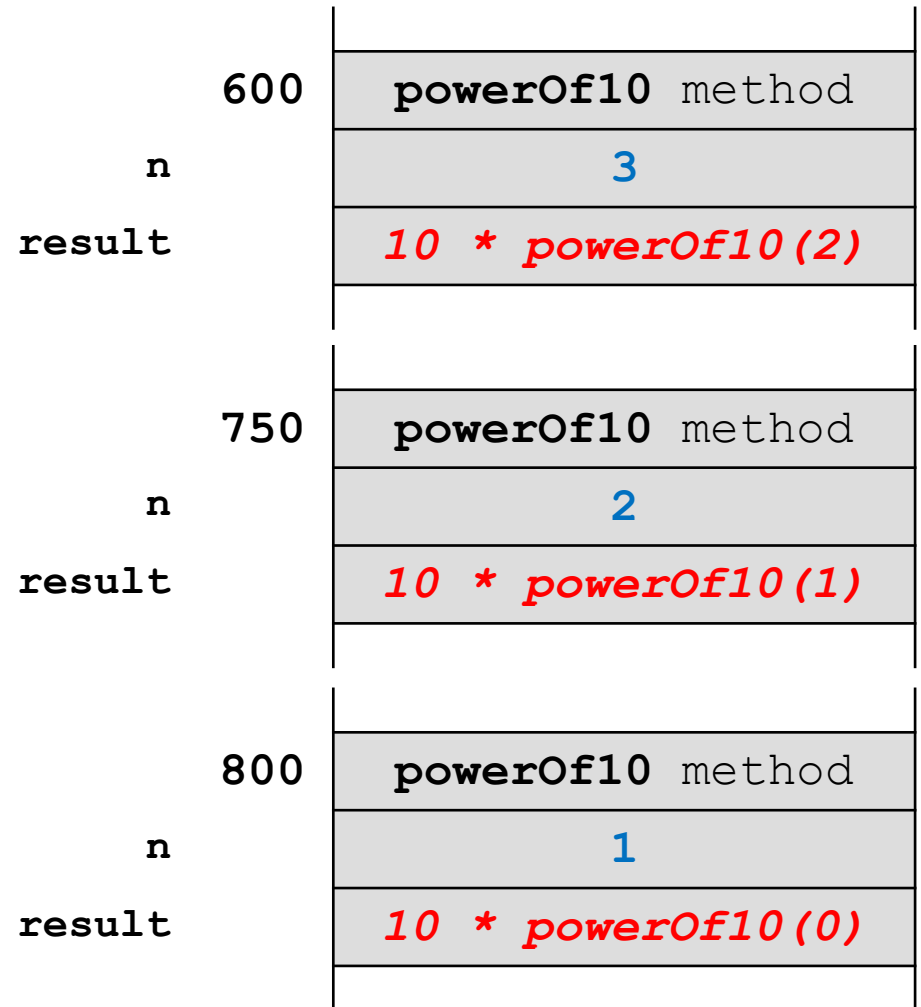 600 powerOf10 method
n 3
result 10 * powerOf10(2)
750 powerOf10 method
n 2
result 10 * powerOf10(1)
800 powerOf10 method
n 1
result 10 * powerOf10(0)